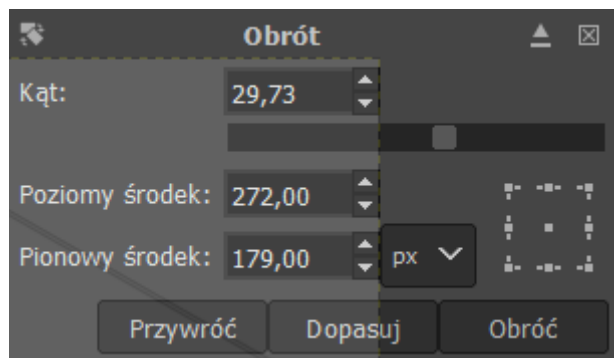 Obrót
Kąt: 29,73
Poziomy środek: 272,00
Pionowy środek: 179,00 px
Przywróć Dopasuj Obróć